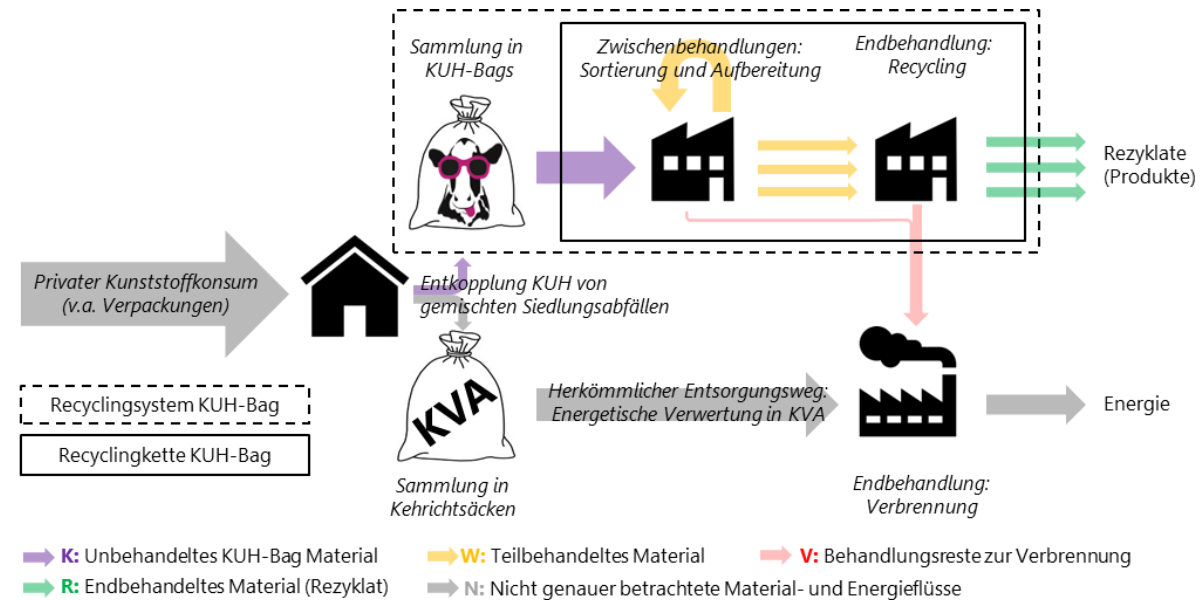 Sammlung in
KUH-Bags
Zwischenbehandlungen:
Sortierung und Aufbereitung
Endbehandlung:
Recycling
Rezyklate
(Produkte)
Privater Kunststoffkonsum
(v.a. Verpackungen)
Entkopplung KUH von
gemischten Siedlungsabfällen
Recyclingsystem KUH-Bag
Recyclingkette KUH-Bag
KVA
Herkömmlicher Entsorgungsweg:
Energetische Verwertung in KVA
Energie
Sammlung in
Kehrichtsäcken
Endbehandlung:
Verbrennung
K: Unbehandeltes KUH-Bag Material
W: Teilbehandeltes Material
V: Behandlungsreste zur Verbrennung
R: Endbehandeltes Material (Rezyklat)
N: Nicht genauer betrachtete Material- und Energieflüsse